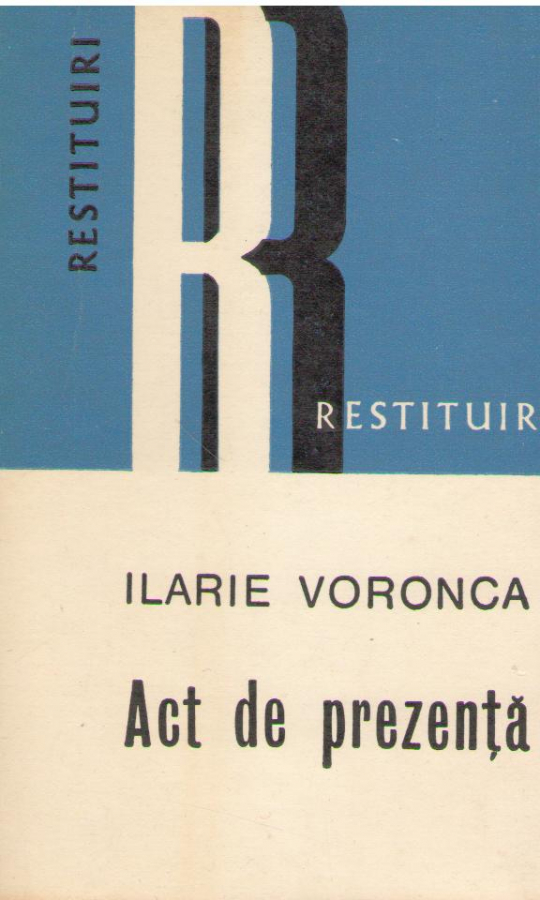 RESTITUIRI
R
RESTITUIR
ILARIE VORONCA
Act de prezență